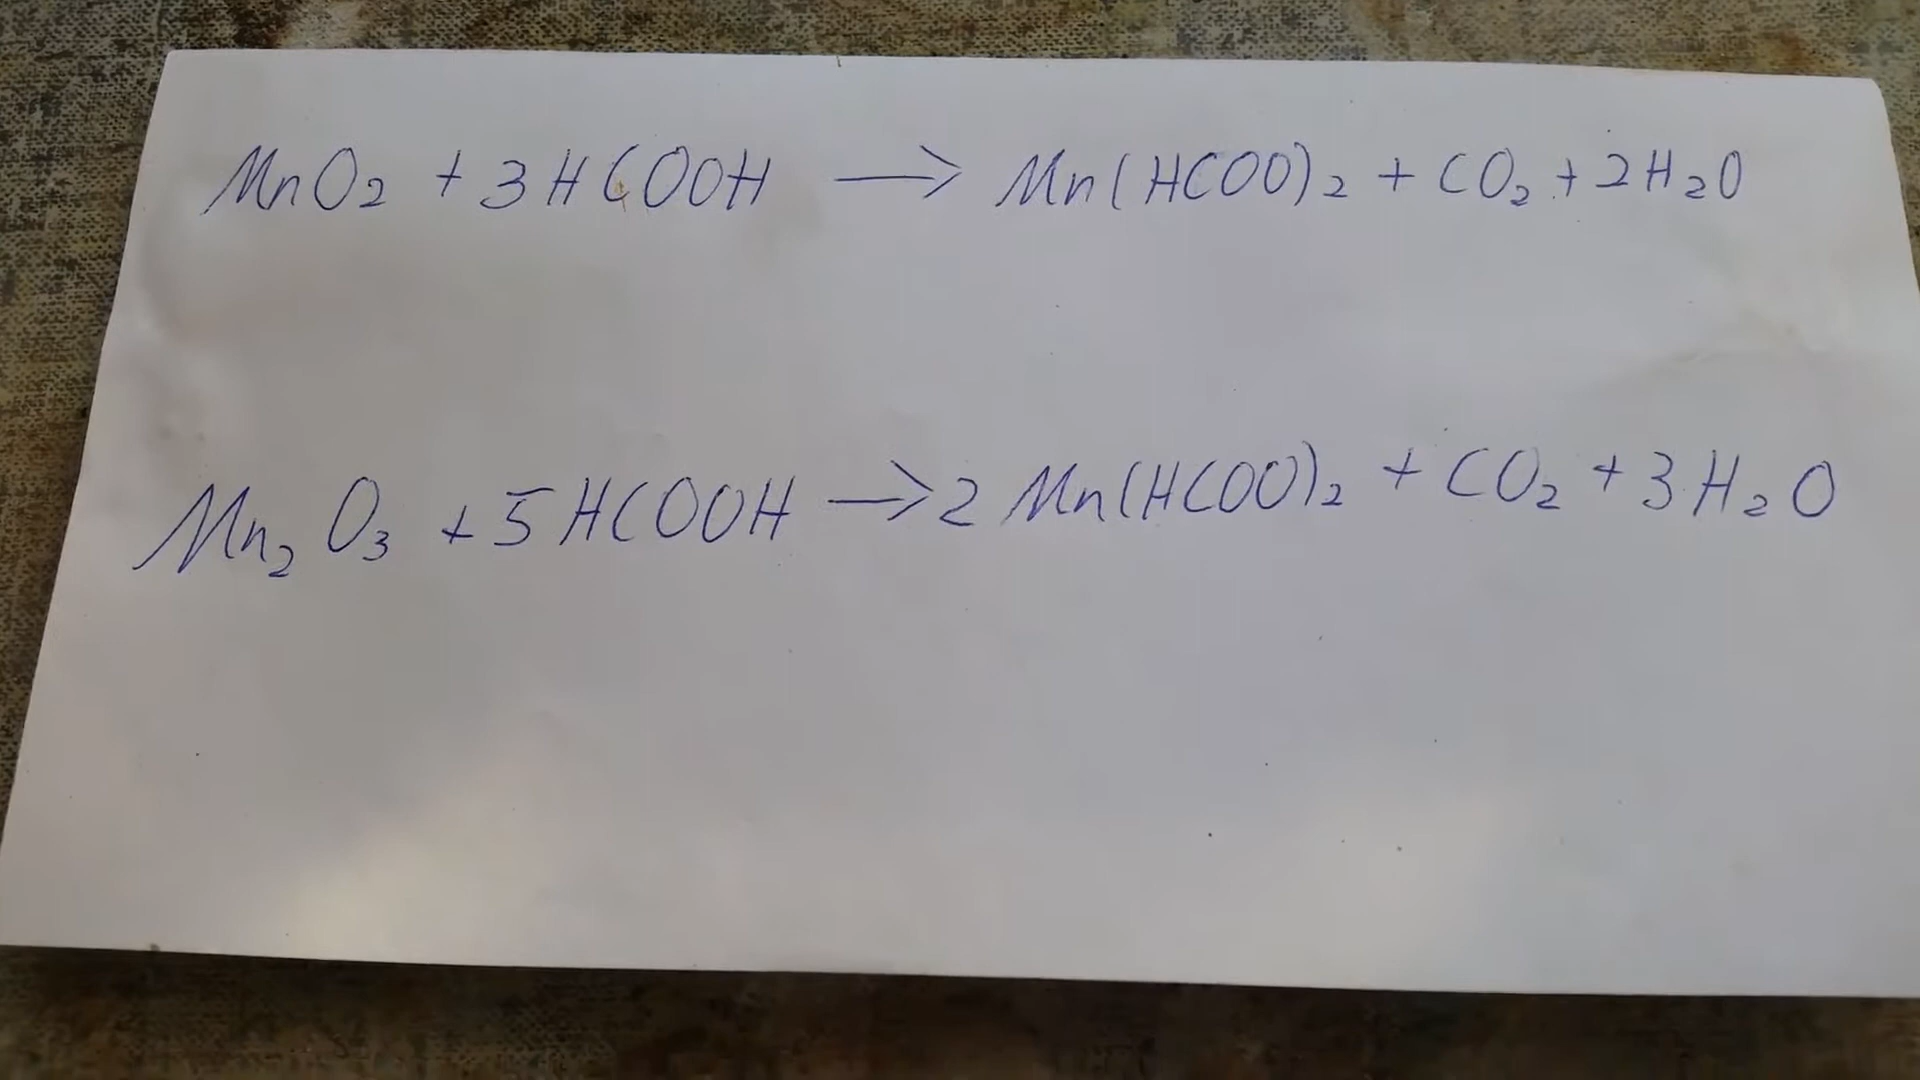 MnO₂ + 3HCOOH → Mn(HCOO)₂ + CO₂ + 2H₂O
Mn₂O₃ + 5HCOOH → 2Mn(HCOO)₂ + CO₂ + 3H₂O